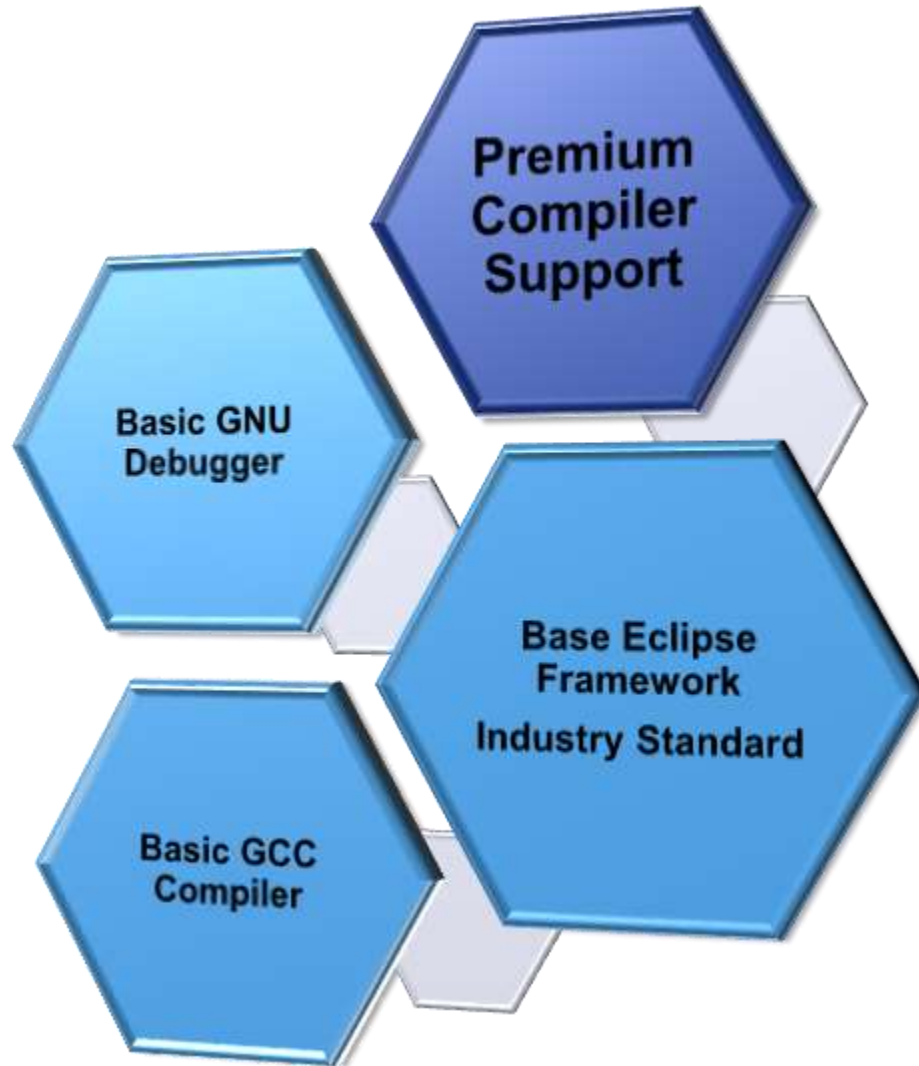 Premium
Compiler
Support
Basic GNU
Debugger
Base Eclipse
Framework
Industry Standard
Basic GCC
Compiler